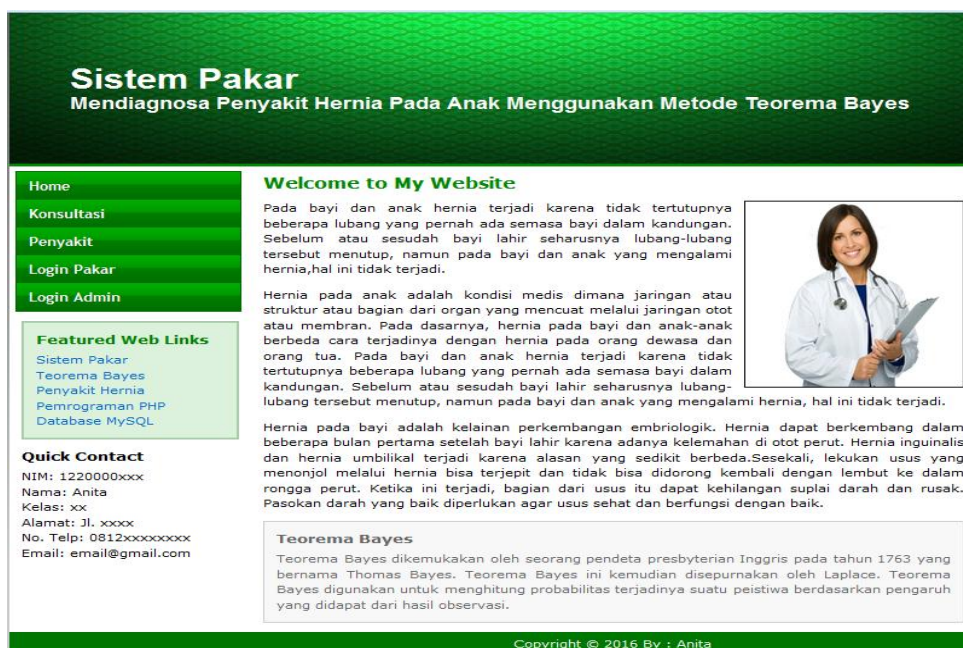 Sistem Pakar
Mendiagnosa Penyakit Hernia Pada Anak Menggunakan Metode Teorema Bayes
Home
Konsultasi
Penyakit
Login Pakar
Login Admin
Featured Web Links
Sistem Pakar
Teorema Bayes
Penyakit Hernia
Pemrograman PHP
Database MySQL
Quick Contact
NIM: 1220000xxx
Nama: Anita
Kelas: xx
Alamat: Jl. xxxx
No. Telp: 0812xxxxxxxx
Email: email@gmail.com
Welcome to My Website
Pada bayi dan anak hernia terjadi karena tidak tertutupnya
beberapa lubang yang pernah ada semasa bayi dalam kandungan.
Sebelum atau sesudah bayi lahir seharusnya lubang-lubang
tersebut menutup, namun pada bayi dan anak yang mengalami
hernia,hal ini tidak terjadi.
Hernia pada anak adalah kondisi medis dimana jaringan atau
struktur atau bagian dari organ yang mencuat melalui jaringan otot
atau membran. Pada dasarnya, hernia pada bayi dan anak-anak
berbeda cara terjadinya dengan hernia pada orang dewasa dan
orang tua. Pada bayi dan anak hernia terjadi karena tidak
tertutupnya beberapa lubang yang pernah ada semasa bayi dalam
kandungan. Sebelum atau sesudah bayi lahir seharusnya lubang-
lubang tersebut menutup, namun pada bayi dan anak yang mengalami hernia, hal ini tidak terjadi.
Hernia pada bayi adalah kelainan perkembangan embriologik. Hernia dapat berkembang dalam
beberapa bulan pertama setelah bayi lahir karena adanya kelemahan di otot perut. Hernia inguinalis
dan hernia umbilikal terjadi karena alasan yang sedikit berbeda.Sesekali, lekukan usus yang
menonjol melalui hernia bisa terjepit dan tidak bisa didorong kembali dengan lembut ke dalam
rongga perut. Ketika ini terjadi, bagian dari usus itu dapat kehilangan suplai darah dan rusak.
Pasokan darah yang baik diperlukan agar usus sehat dan berfungsi dengan baik.
Teorema Bayes
Teorema Bayes dikemukakan oleh seorang pendeta presbyterian Inggris pada tahun 1763 yang
bernama Thomas Bayes. Teorema Bayes ini kemudian disepurnakan oleh Laplace. Teorema
Bayes digunakan untuk menghitung probabilitas terjadinya suatu peistiwa berdasarkan pengaruh
yang didapat dari hasil observasi.
Copyright © 2016 By : Anita